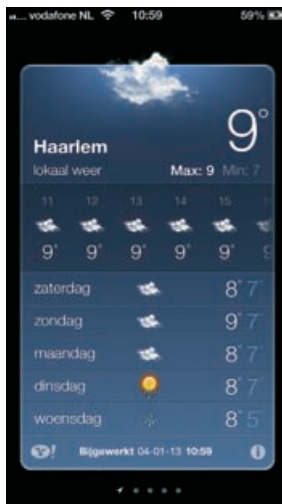 vodafone NL 10:59 59%
9°
Haarlem
lokaal weer Max: 9 Min: 7
11 12 13 14 15
9° 9° 9° 9° 9° 9
zaterdag 8° 7°
zondag 9° 7°
maandag 8° 7°
dinsdag 8° 7°
woensdag 8° 5°
Y! Bijgewerkt 04-01-13 10:59 i